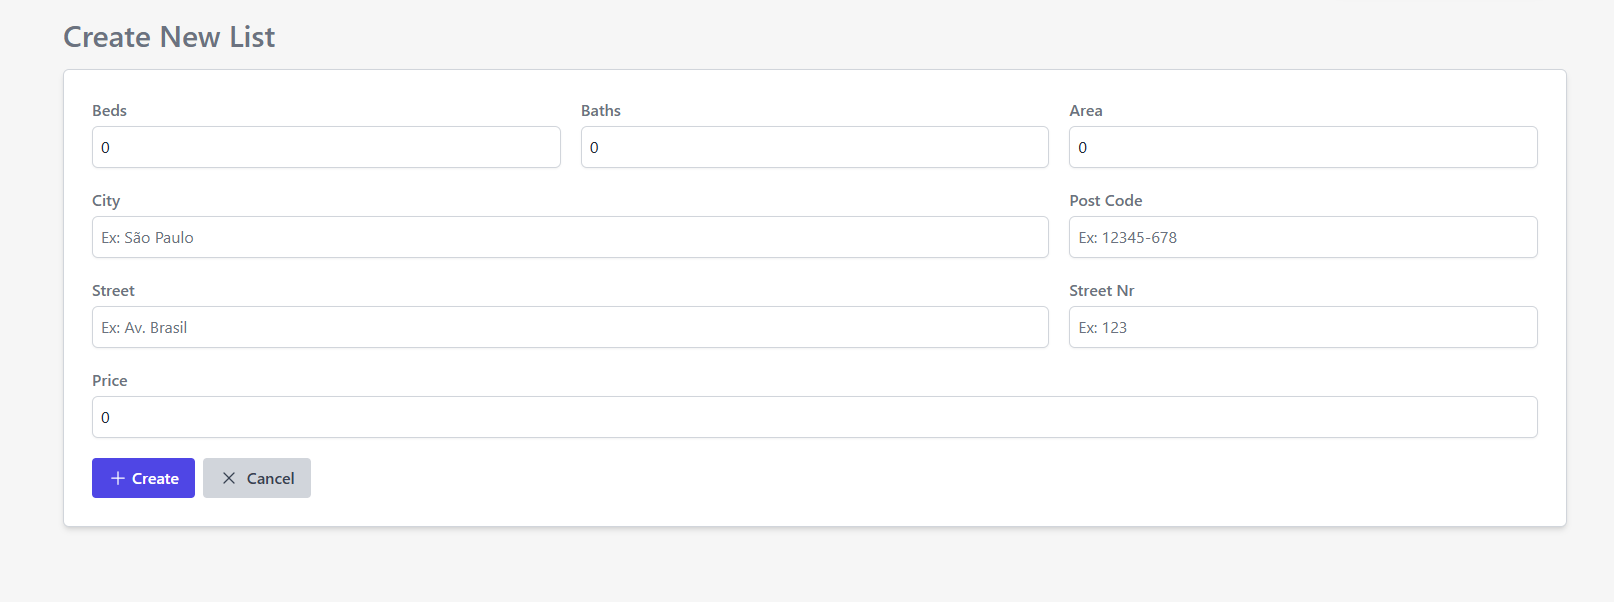 Create New List
Beds Baths Area
0 0 0
City Post Code
Ex: São Paulo Ex: 12345-678
Street Street Nr
Ex: Av. Brasil Ex: 123
Price
0
Create Cancel